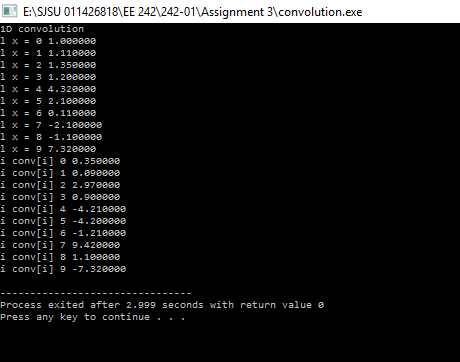 E:\SJSU 011426818\EE 242\242-01\Assignment 3\convolution.exe
1D convolution
l x = 0 1.000000
l x = 1 1.110000
l x = 2 1.350000
l x = 3 1.200000
l x = 4 4.320000
l x = 5 2.100000
l x = 6 0.110000
l x = 7 -2.100000
l x = 8 -1.100000
l x = 9 7.320000
i conv[i] 0 0.350000
i conv[i] 1 0.090000
i conv[i] 2 2.970000
i conv[i] 3 0.900000
i conv[i] 4 -4.210000
i conv[i] 5 -4.200000
i conv[i] 6 -1.210000
i conv[i] 7 9.420000
i conv[i] 8 1.100000
i conv[i] 9 -7.320000
--------------------------------
Process exited after 2.999 seconds with return value 0
Press any key to continue . . .